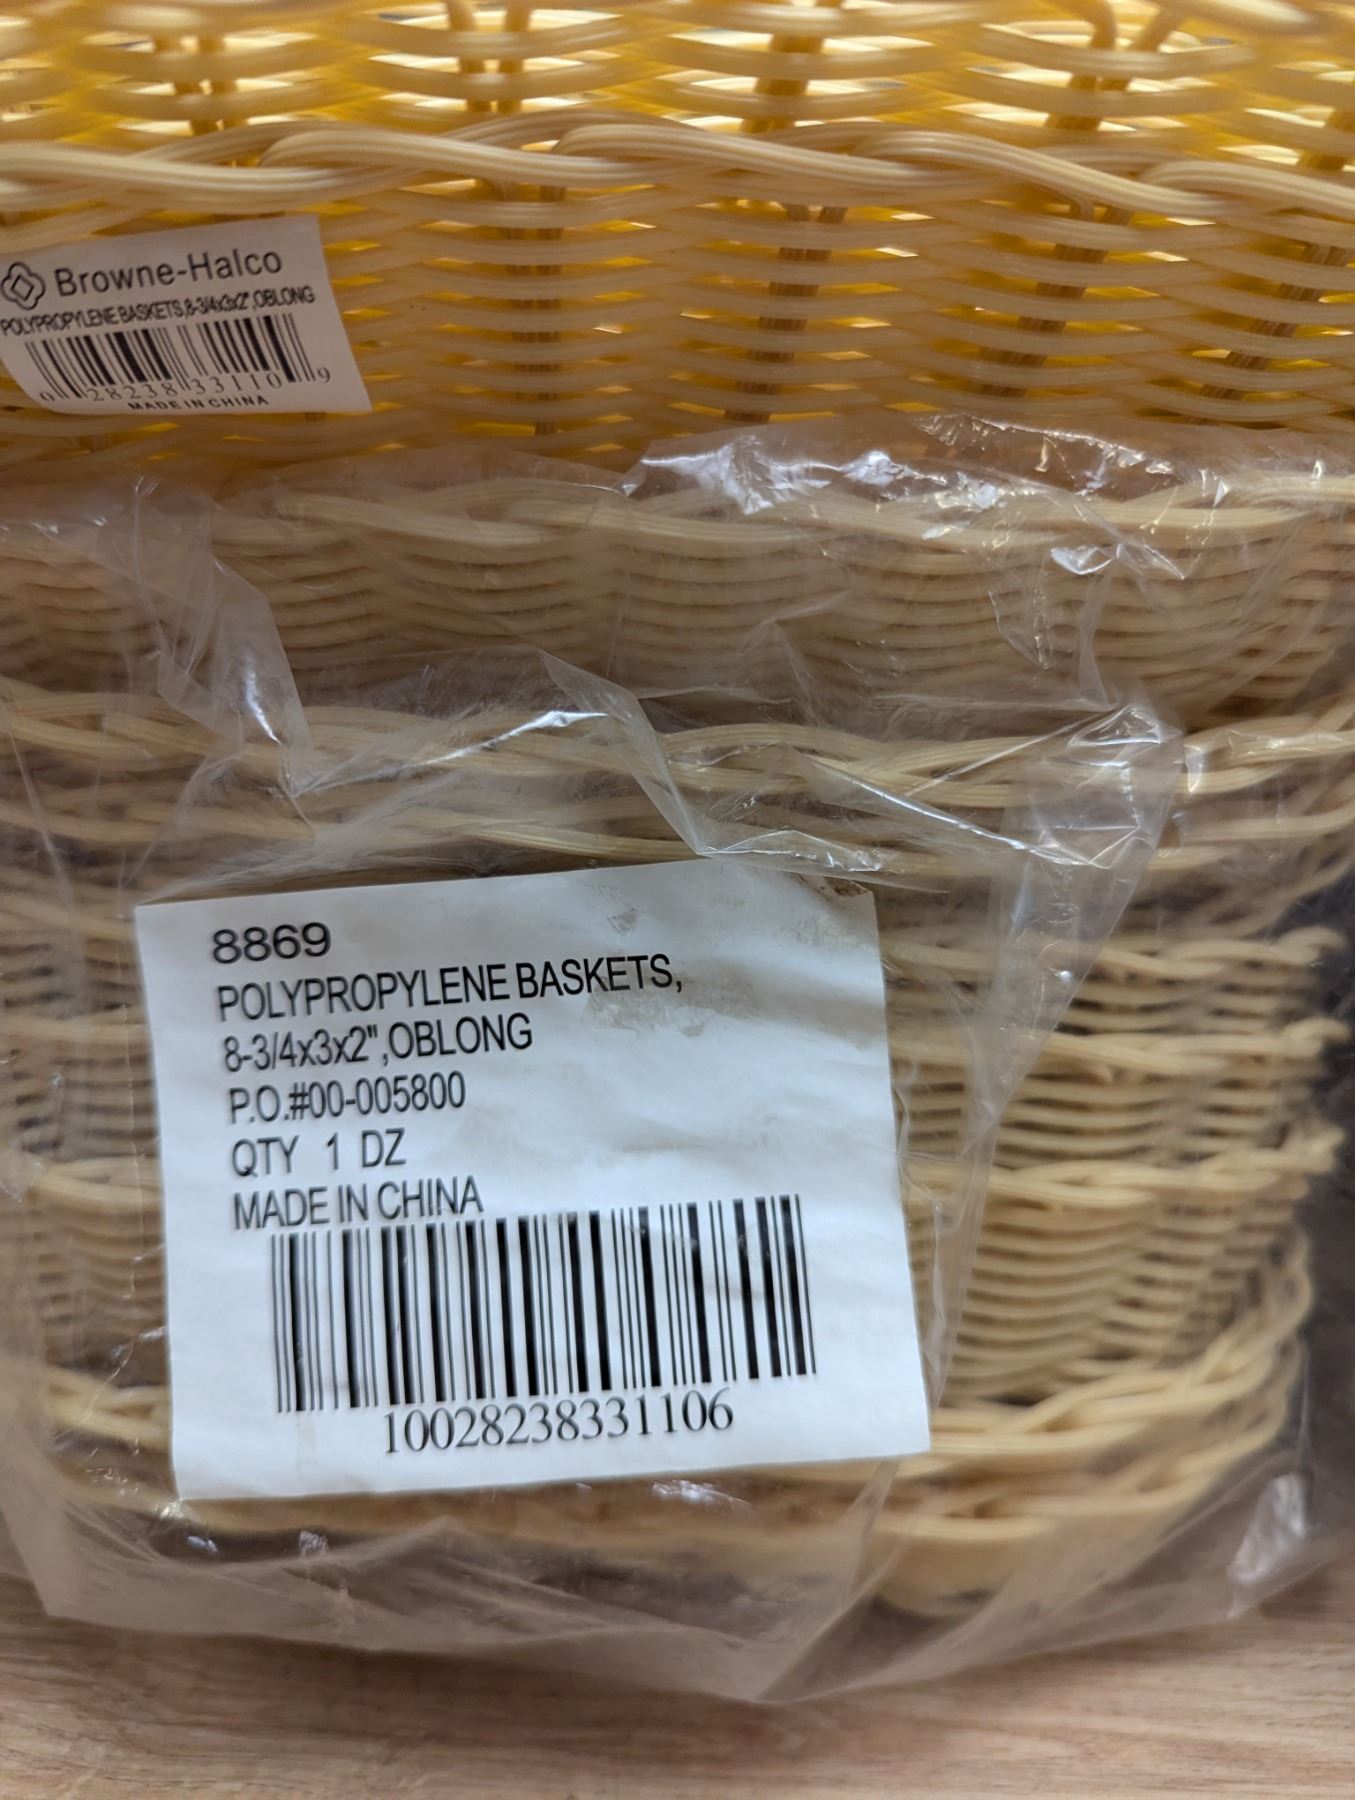 Browne-Halco
POLYPROPYLENE BASKETS,8-3/4x3x2",OBLONG
0 28238 33110 9
MADE IN CHINA
8869
POLYPROPYLENE BASKETS,
8-3/4x3x2",OBLONG
P.O.#00-005800
QTY 1 DZ
MADE IN CHINA
10028238331106